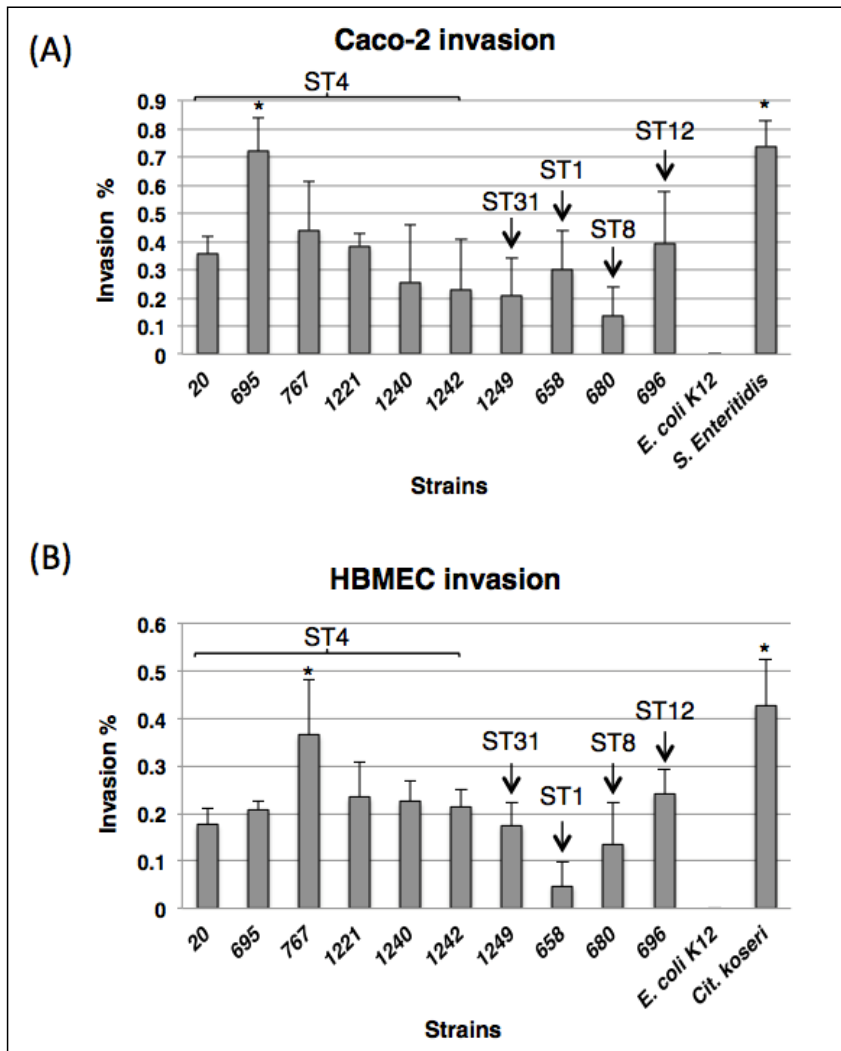 (A)
Caco-2 invasion
ST4
Invasion %
0.9
0.8
0.7
0.6
0.5
0.4
0.3
0.2
0.1
0
*
ST31
ST1
ST8
ST12
*
20 695 767 1221 1240 1242 1249 658 680 696 E. coli K12 S. Enteritidis
Strains
(B)
HBMEC invasion
ST4
Invasion %
0.6
0.5
0.4
0.3
0.2
0.1
0
*
ST31
ST1
ST8
ST12
*
20 695 767 1221 1240 1242 1249 658 680 696 E. coli K12 Cit. koseri
Strains